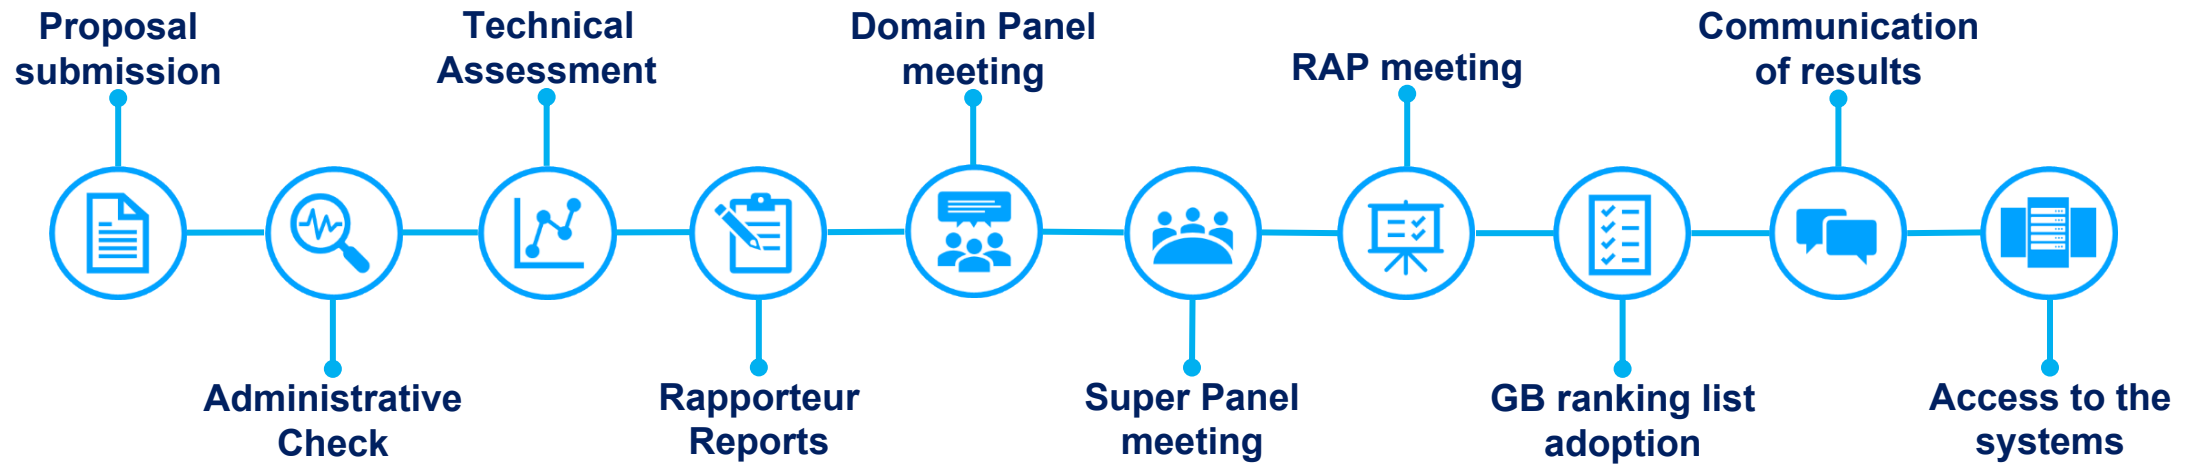 Proposal
submission
Administrative
Check
Technical
Assessment
Rapporteur
Reports
Domain Panel
meeting
Super Panel
meeting
RAP meeting
GB ranking list
adoption
Communication
of results
Access to the
systems